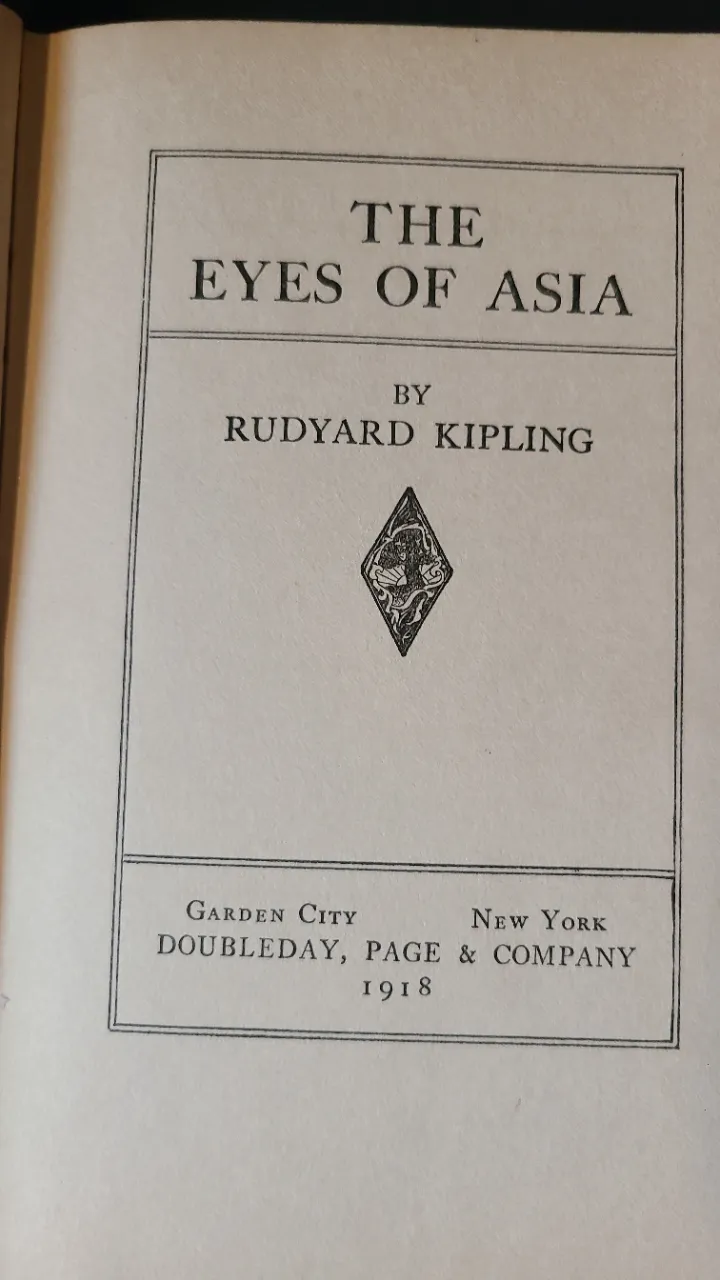 THE
EYES OF ASIA
BY
RUDYARD KIPLING
GARDEN CITY NEW YORK
DOUBLEDAY, PAGE & COMPANY
1918